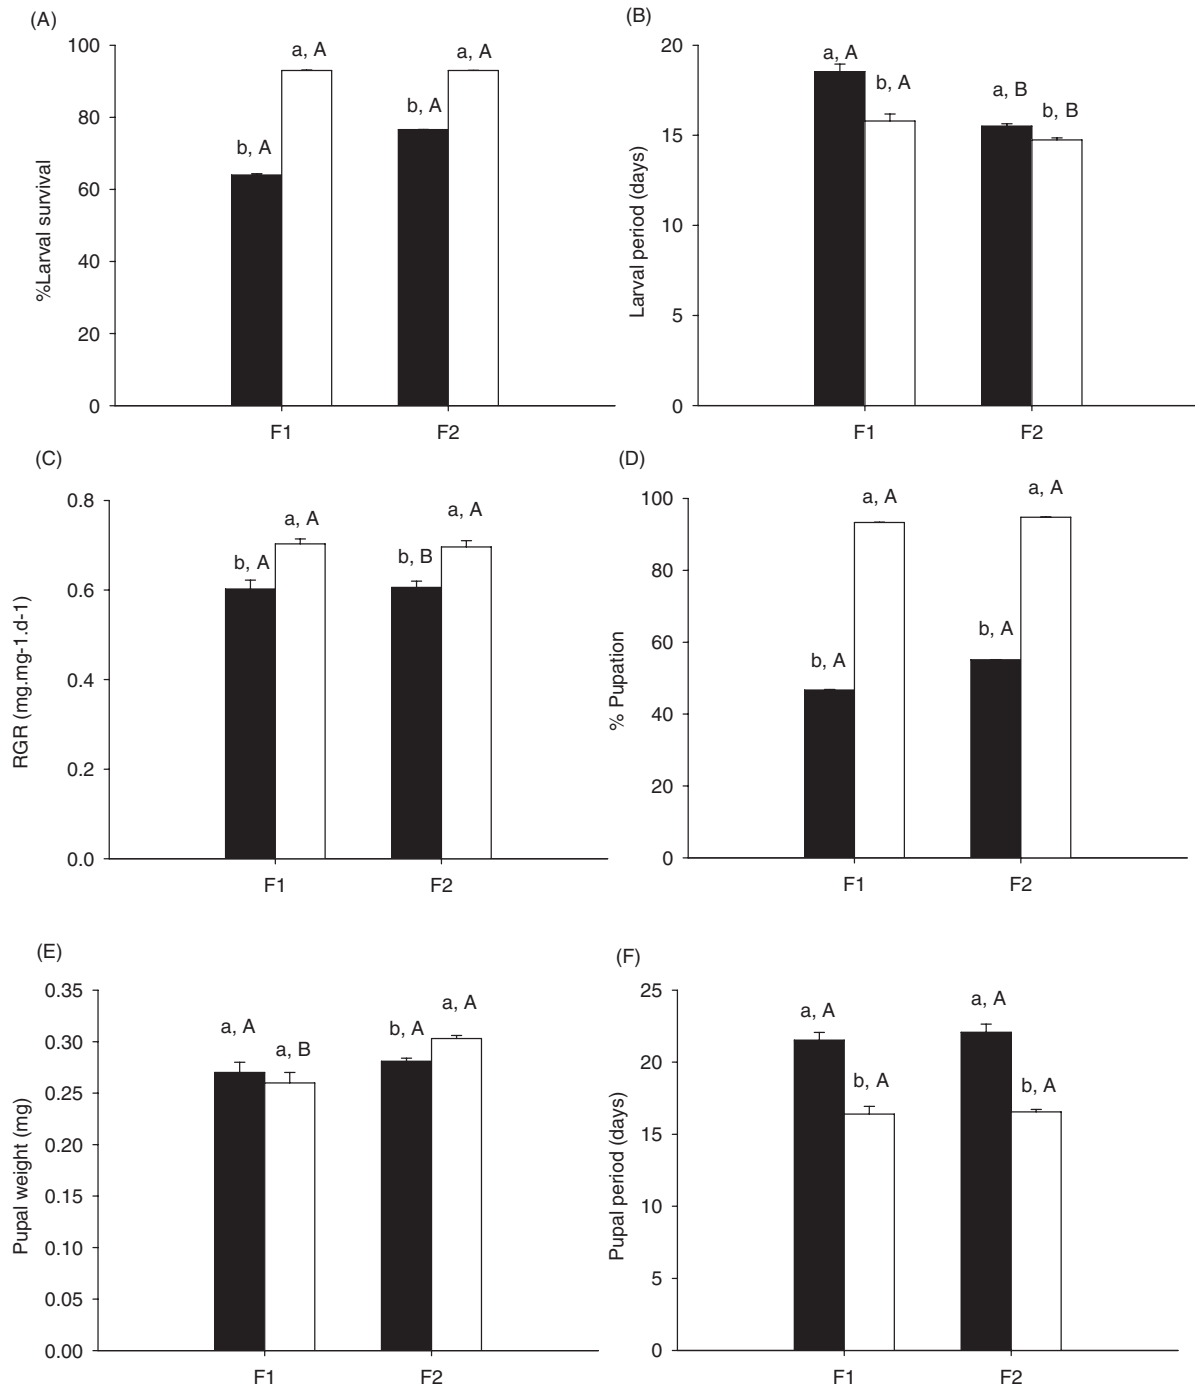 (A)
%Larval survival
100
80
60
40
20
0
a, A
a, A
b, A
b, A
F1
F2
(B)
Larval period (days)
20
15
10
5
0
a, A
b, A
a, B
b, B
F1
F2
(C)
RGR (mg.mg-1.d-1)
0.8
0.6
0.4
0.2
0.0
b, A
a, A
b, B
a, A
F1
F2
(D)
% Pupation
100
80
60
40
20
0
b, A
a, A
b, A
a, A
F1
F2
(E)
Pupal weight (mg)
0.35
0.30
0.25
0.20
0.15
0.10
0.05
0.00
a, A
a, B
b, A
a, A
F1
F2
(F)
Pupal period (days)
25
20
15
10
5
0
a, A
b, A
a, A
b, A
F1
F2